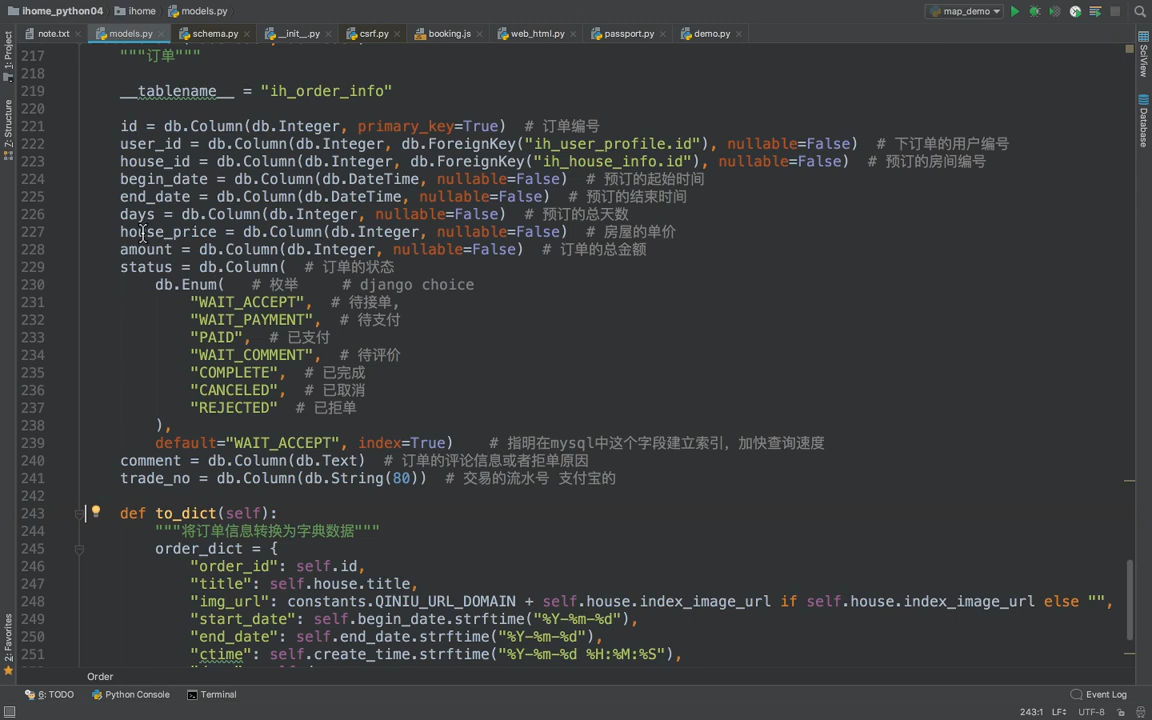 ihome_python04 ihome models.py map_demo
note.txt models.py schema.py __init__.py csrf.py booking.js web_html.py passport.py demo.py
1: Project
Z: Structure
2: Favorites
SciView
Database
217 """订单"""
218
219 __tablename__ = "ih_order_info"
220
221 id = db.Column(db.Integer, primary_key=True) # 订单编号
222 user_id = db.Column(db.Integer, db.ForeignKey("ih_user_profile.id"), nullable=False) # 下订单的用户编号
223 house_id = db.Column(db.Integer, db.ForeignKey("ih_house_info.id"), nullable=False) # 预订的房间编号
224 begin_date = db.Column(db.DateTime, nullable=False) # 预订的起始时间
225 end_date = db.Column(db.DateTime, nullable=False) # 预订的结束时间
226 days = db.Column(db.Integer, nullable=False) # 预订的总天数
227 house_price = db.Column(db.Integer, nullable=False) # 房屋的单价
228 amount = db.Column(db.Integer, nullable=False) # 订单的总金额
229 status = db.Column( # 订单的状态
230 db.Enum( # 枚举 # django choice
231 "WAIT_ACCEPT", # 待接单,
232 "WAIT_PAYMENT", # 待支付
233 "PAID", # 已支付
234 "WAIT_COMMENT", # 待评价
235 "COMPLETE", # 已完成
236 "CANCELED", # 已取消
237 "REJECTED" # 已拒单
238 ),
239 default="WAIT_ACCEPT", index=True) # 指明在mysql中这个字段建立索引，加快查询速度
240 comment = db.Column(db.Text) # 订单的评论信息或者拒单原因
241 trade_no = db.Column(db.String(80)) # 交易的流水号 支付宝的
242
243 def to_dict(self):
244 """将订单信息转换为字典数据"""
245 order_dict = {
246 "order_id": self.id,
247 "title": self.house.title,
248 "img_url": constants.QINIU_URL_DOMAIN + self.house.index_image_url if self.house.index_image_url else "",
249 "start_date": self.begin_date.strftime("%Y-%m-%d"),
250 "end_date": self.end_date.strftime("%Y-%m-%d"),
251 "ctime": self.create_time.strftime("%Y-%m-%d %H:%M:%S"),
Order
6: TODO Python Console Terminal Event Log
243:1 LF÷ UTF-8